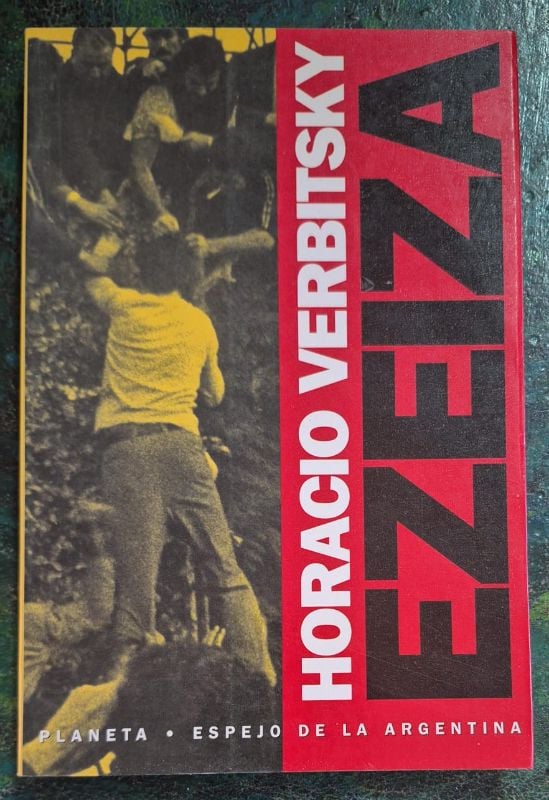 HORACIO VERBITSKY
EZEIZA
PLANETA • ESPEJO DE LA ARGENTINA